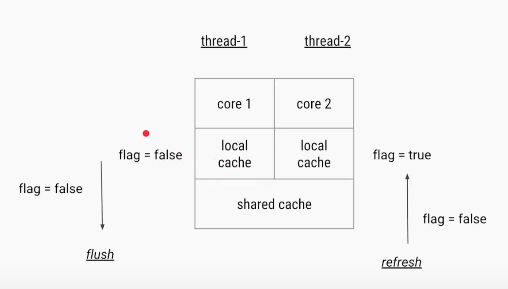 thread-1 thread-2
core 1 core 2
flag = false local cache local cache flag = true
flag = false shared cache flag = false
flush refresh